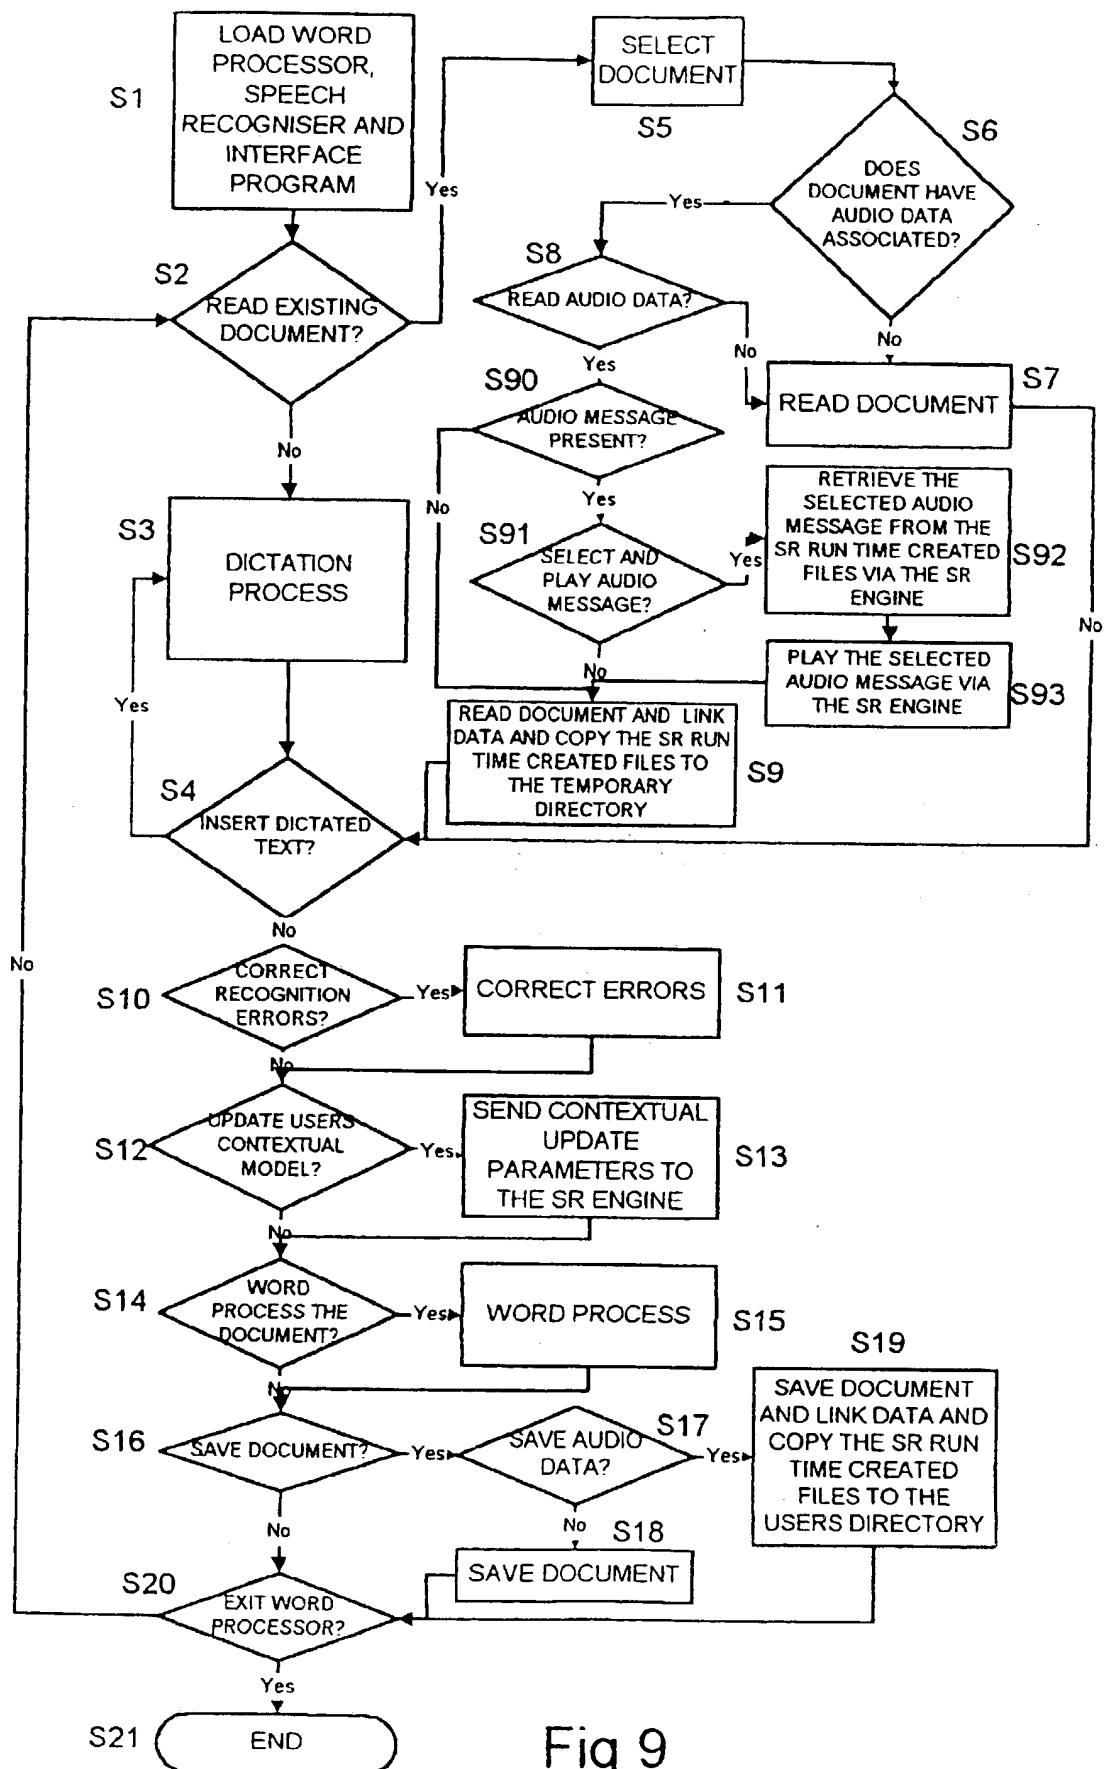 S1
LOAD WORD
PROCESSOR,
SPEECH
RECOGNISER AND
INTERFACE
PROGRAM
Yes
SELECT
DOCUMENT
S5
S6
DOES
DOCUMENT HAVE
AUDIO DATA
ASSOCIATED?
Yes
No
S2
READ EXISTING
DOCUMENT?
No
S8
READ AUDIO DATA?
No
Yes
S7
READ DOCUMENT
No
S90
AUDIO MESSAGE
PRESENT?
No
Yes
S91
SELECT AND
PLAY AUDIO
MESSAGE?
Yes
No
RETRIEVE THE
SELECTED AUDIO
MESSAGE FROM THE
SR RUN TIME CREATED
FILES VIA THE SR
ENGINE
S92
PLAY THE SELECTED
AUDIO MESSAGE VIA
THE SR ENGINE
S93
S3
DICTATION
PROCESS
Yes
READ DOCUMENT AND LINK
DATA AND COPY THE SR RUN
TIME CREATED FILES TO
THE TEMPORARY
DIRECTORY
S9
S4
INSERT DICTATED
TEXT?
No
No
S10
CORRECT
RECOGNITION
ERRORS?
Yes
CORRECT ERRORS
S11
No
S12
UPDATE USERS
CONTEXTUAL
MODEL?
Yes
SEND CONTEXTUAL
UPDATE
PARAMETERS TO
THE SR ENGINE
S13
No
S14
WORD
PROCESS THE
DOCUMENT?
Yes
WORD PROCESS
S15
No
S16
SAVE DOCUMENT?
Yes
SAVE AUDIO
DATA?
S17
Yes
S19
SAVE DOCUMENT
AND LINK DATA AND
COPY THE SR RUN
TIME CREATED
FILES TO THE
USERS DIRECTORY
No
No
S18
SAVE DOCUMENT
S20
EXIT WORD
PROCESSOR?
Yes
S21
END
Fig 9